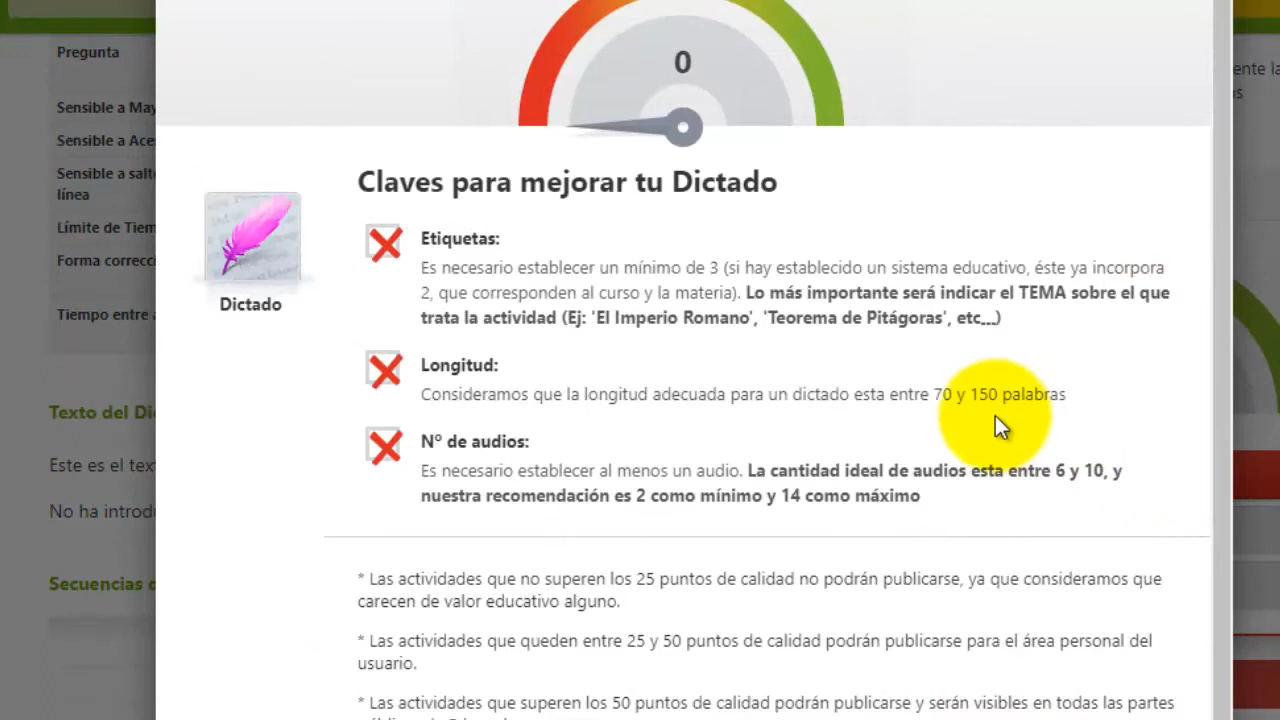 0
Claves para mejorar tu Dictado
Dictado
Etiquetas:
Es necesario establecer un mínimo de 3 (si hay establecido un sistema educativo, éste ya incorpora
2, que corresponden al curso y la materia). Lo más importante será indicar el TEMA sobre el que
trata la actividad (Ej: 'El Imperio Romano', 'Teorema de Pitágoras', etc...)
Longitud:
Consideramos que la longitud adecuada para un dictado esta entre 70 y 150 palabras
Nº de audios:
Es necesario establecer al menos un audio. La cantidad ideal de audios esta entre 6 y 10, y
nuestra recomendación es 2 como mínimo y 14 como máximo
* Las actividades que no superen los 25 puntos de calidad no podrán publicarse, ya que consideramos que
carecen de valor educativo alguno.
* Las actividades que queden entre 25 y 50 puntos de calidad podrán publicarse para el área personal del
usuario.
* Las actividades que superen los 50 puntos de calidad podrán publicarse y serán visibles en todas las partes
Pregunta
Sensible a May
Sensible a Ace
Sensible a salt
línea
Límite de Tiem
Forma correcci
Tiempo entre a
Texto del Di
Este es el tex
No ha introdu
Secuencias d
ente la
s